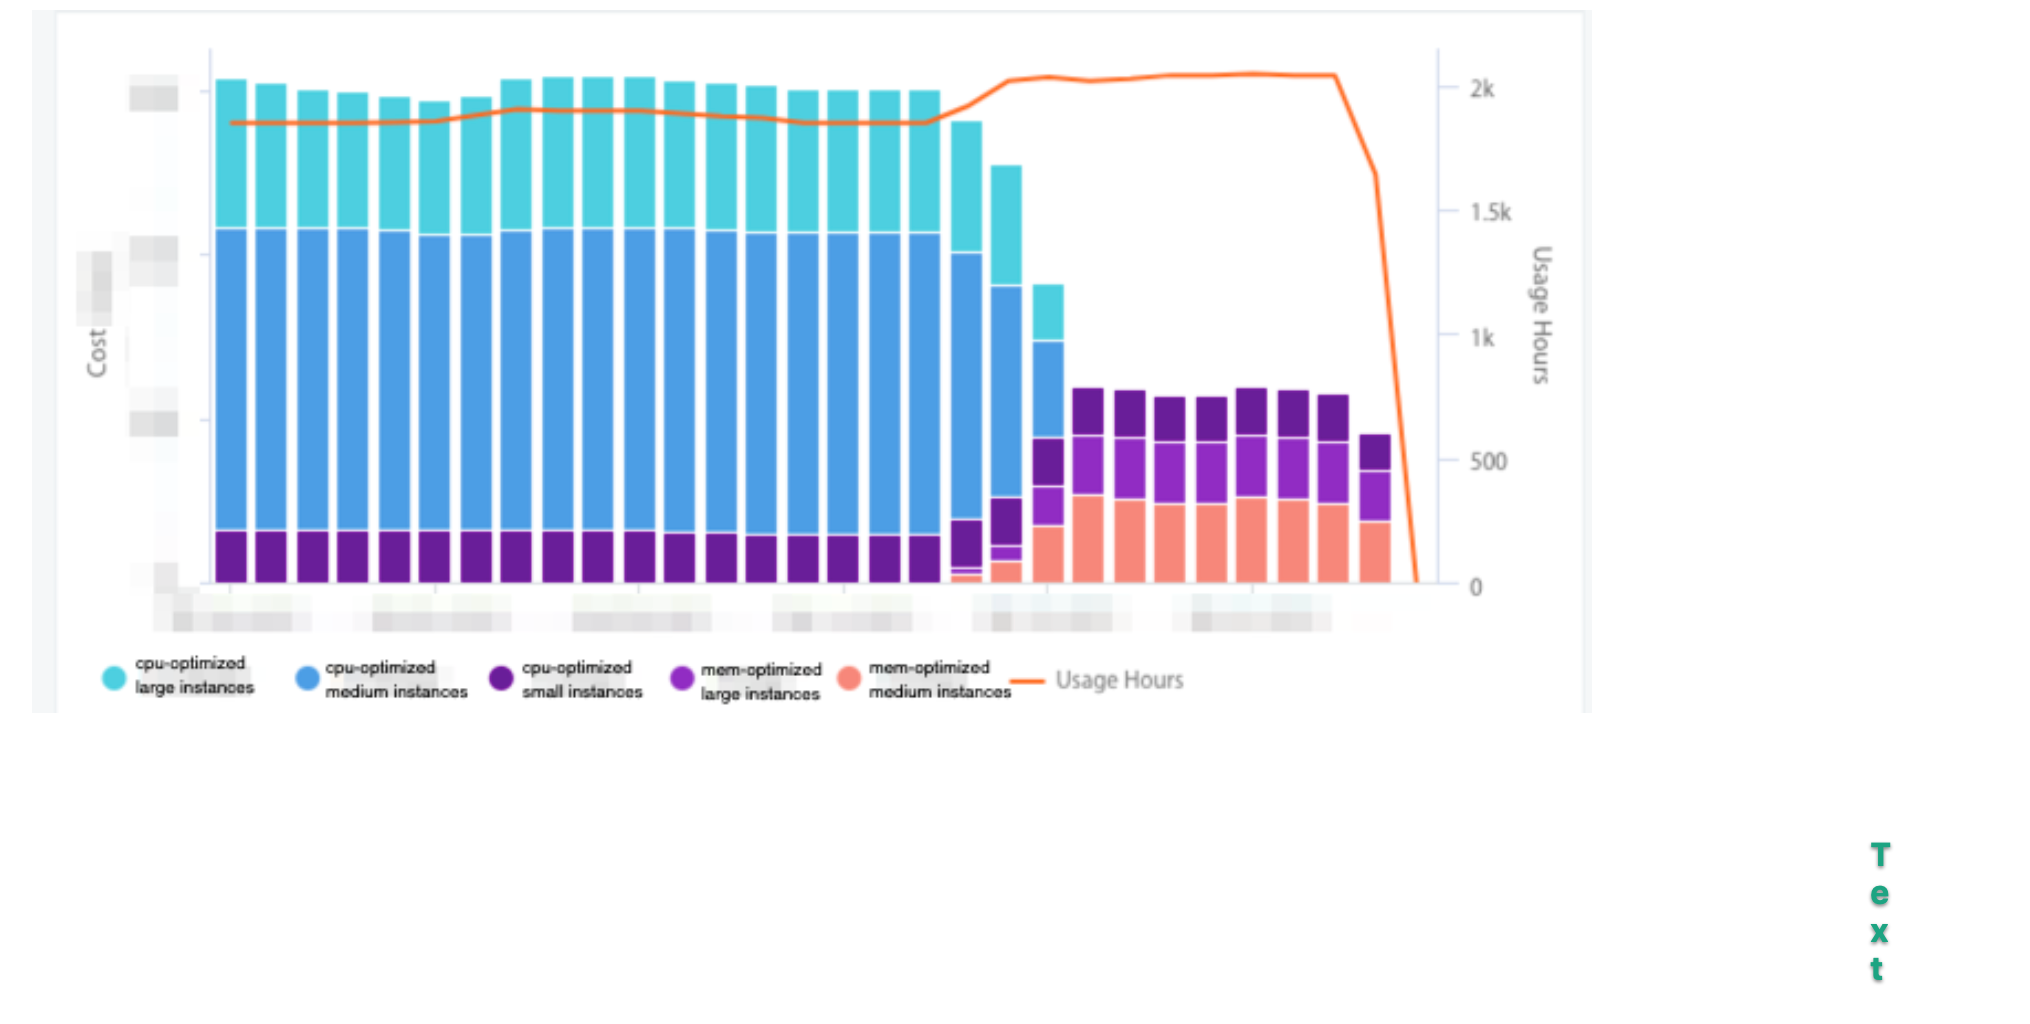 Cost
2k
1.5k
1k
500
0
Usage Hours
cpu-optimized
large instances
cpu-optimized
medium instances
cpu-optimized
small instances
mem-optimized
large instances
mem-optimized
medium instances
Usage Hours
T
e
x
t